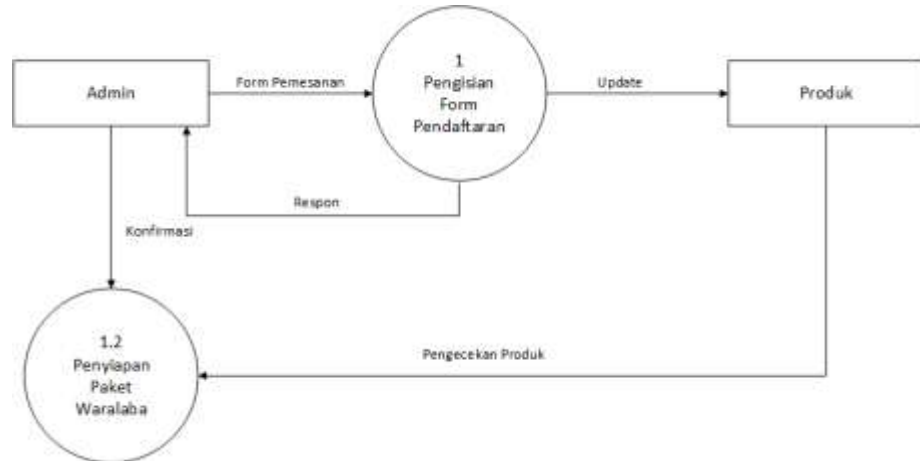 Admin
Form Pemesanan
1
Pengisian
Form
Pendaftaran
Update
Produk
Respon
Konfirmasi
1.2
Penyiapan
Paket
Waralaba
Pengecekan Produk